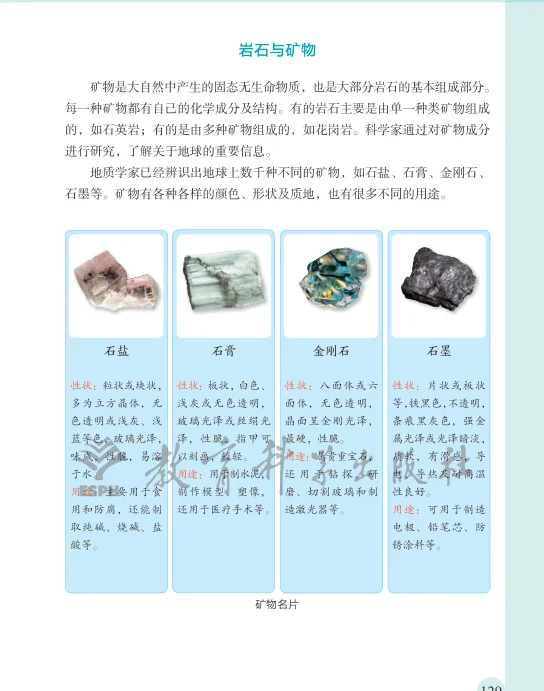 岩石与矿物
矿物是大自然中产生的固态无生命物质，也是大部分岩石的基本组成部分。
每一种矿物都有自己的化学成分及结构。有的岩石主要是由单一种类矿物组成
的，如石英岩；有的是由多种矿物组成的，如花岗岩。科学家通过对矿物成分
进行研究，了解关于地球的重要信息。
地质学家已经辨识出地球上数千种不同的矿物，如石盐、石膏、金刚石、
石墨等。矿物有各种各样的颜色、形状及质地，也有很多不同的用途。
石盐
性状：粒状或块状，
多为立方晶体，无
色透明或浅灰、浅
蓝等色，玻璃光泽，
味咸，性脆，易溶
于水。
用途：主要用于食
用和防腐，还能制
取纯碱、烧碱、盐
酸等。
石膏
性状：板状，白色、
浅灰或无色透明，
玻璃光泽或丝绢光
泽，性脆，指甲可
以刻画，较轻。
用途：用于制水泥，
制作模型、塑像，
还用于医疗手术等。
金刚石
性状：八面体或六
面体，无色透明，
晶面呈金刚光泽，
最硬，性脆。
用途：属贵重宝石，
还用于钻探、研
磨、切割玻璃和制
造激光器等。
石墨
性状：片状或板状
等，铁黑色，不透明，
条痕黑灰色，强金
属光泽或光泽暗淡，
质软，有滑感，导
电、导热及耐高温
性良好。
用途：可用于制造
电极、铅笔芯、防
锈涂料等。
教育科学出版社
ESPH
矿物名片
129